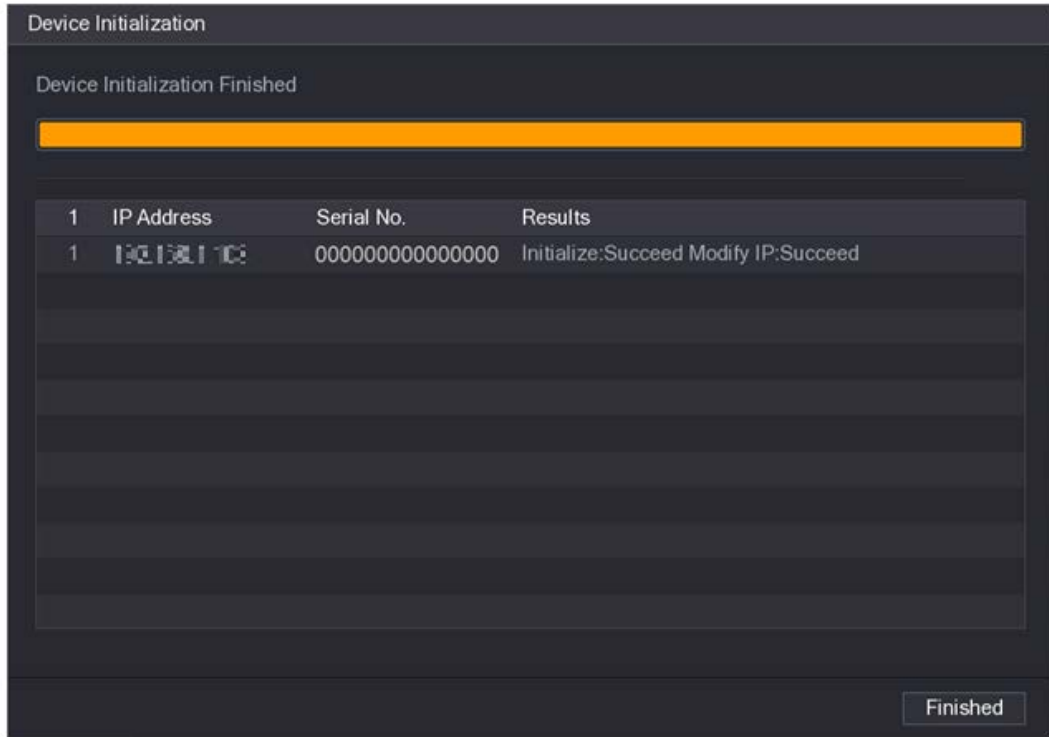 Device Initialization
Device Initialization Finished
1 IP Address Serial No. Results
1 000000000000000 Initialize:Succeed Modify IP:Succeed
Finished